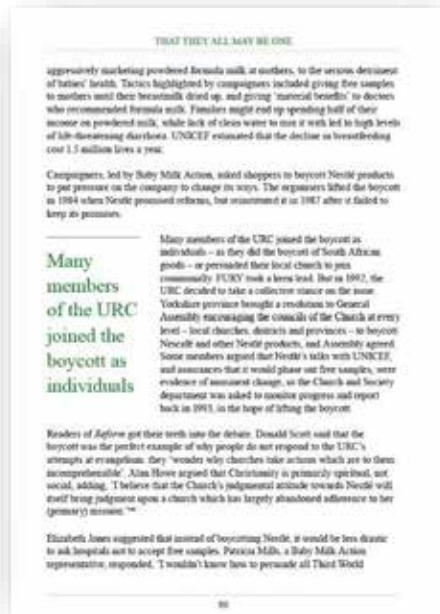 THAT THEY ALL MAY BE ONE
aggressively marketing powdered formula milk at mothers, to the serious detriment
of babies' health. Tactics highlighted by campaigners included giving free samples
to mothers until their breastmilk dried up, and giving 'material benefits' to doctors
who recommended formula milk. Families might end up spending half of their
income on powdered milk, while lack of clean water to mix it with led to high levels
of life-threatening diarrhoea. UNICEF estimated that the decline in breastfeeding
cost 1.5 million lives a year.
Campaigners, led by Baby Milk Action, asked shoppers to boycott Nestlé products
to put pressure on the company to change its ways. The organisers lifted the boycott
in 1984 when Nestlé promised reforms, but reinstituted it in 1987 after it failed to
keep its promises.
Many
members
of the URC
joined the
boycott as
individuals
Many members of the URC joined the boycott as
individuals – as they did the boycott of South African
goods – or persuaded their local church to join
communally. FURY took a keen lead. But in 1992, the
URC decided to take a collective stance on the issue.
Yorkshire province brought a resolution to General
Assembly encouraging the councils of the Church at every
level – local churches, districts and provinces – to boycott
Nescafé and other Nestlé products, and Assembly agreed.
Some members argued that Nestlé's talks with UNICEF,
and assurances that it would phase out free samples, were
evidence of movement change, so the Church and Society
department was asked to monitor progress and report
back in 1993, in the hope of lifting the boycott.
Readers of Reform got their teeth into the debate. Donald Scott said that the
boycott was the perfect example of why people do not respond to the URC's
attempts at evangelism: they 'wonder why churches take actions which are to them
incomprehensible'. Alan Howe argued that Christianity is primarily spiritual, not
social, adding, 'I believe that the Church's judgmental attitude towards Nestlé will
itself bring judgment upon a church which has largely abandoned adherence to her
(primary) mission.'
Elizabeth Jones suggested that instead of boycotting Nestlé, it would be less drastic
to ask hospitals not to accept free samples. Patricia Mills, a Baby Milk Action
representative, responded, 'I wouldn't know how to persuade all Third World